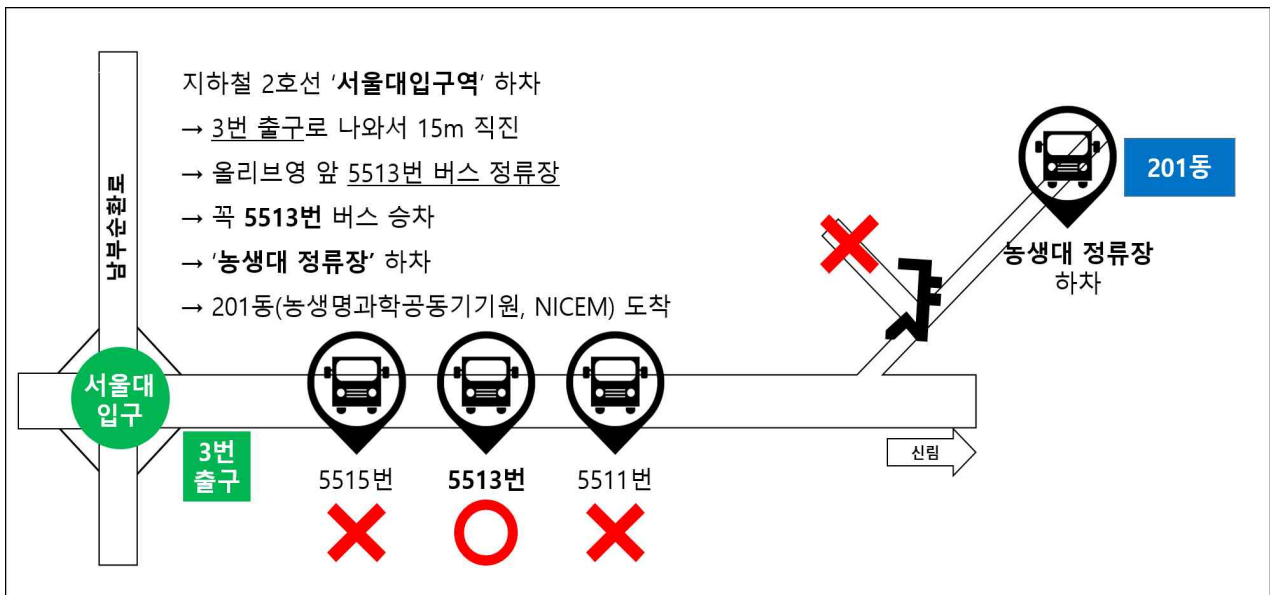 지하철 2호선 ‘서울대입구역’ 하차
→ 3번 출구로 나와서 15m 직진
→ 올리브영 앞 5513번 버스 정류장
→ 꼭 5513번 버스 승차
→ ‘농생대 정류장’ 하차
→ 201동(농생명과학공동기기원, NICEM) 도착
남부순환로
201동
농생대 정류장
하차
서울대
입구
3번
출구
5515번
5513번
5511번
신림